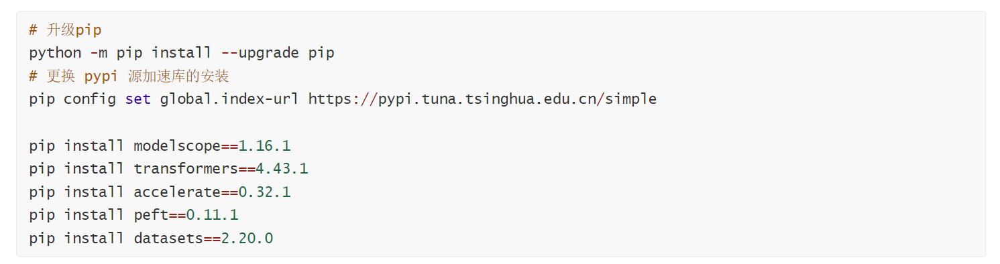 # 升级pip
python -m pip install --upgrade pip
# 更换 pypi 源加速库的安装
pip config set global.index-url https://pypi.tuna.tsinghua.edu.cn/simple
pip install modelscope==1.16.1
pip install transformers==4.43.1
pip install accelerate==0.32.1
pip install peft==0.11.1
pip install datasets==2.20.0